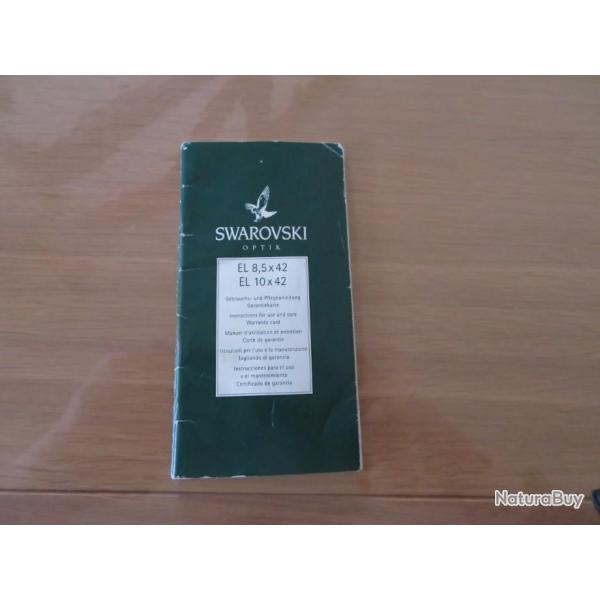 SWAROVSKI
OPTIK
EL 8,5x42
EL 10x42
Gebrauchs- und Pflegeanleitung
Garantiekarte
Instructions for use and care
Warranty card
Manuel d'utilisation et entretien
Carte de garantie
Istruzioni per l'uso e la manutenzione
Tagliando di garanzia
Instrucciones para el uso
y el mantenimiento
Certificado de garantía
NaturaBuy